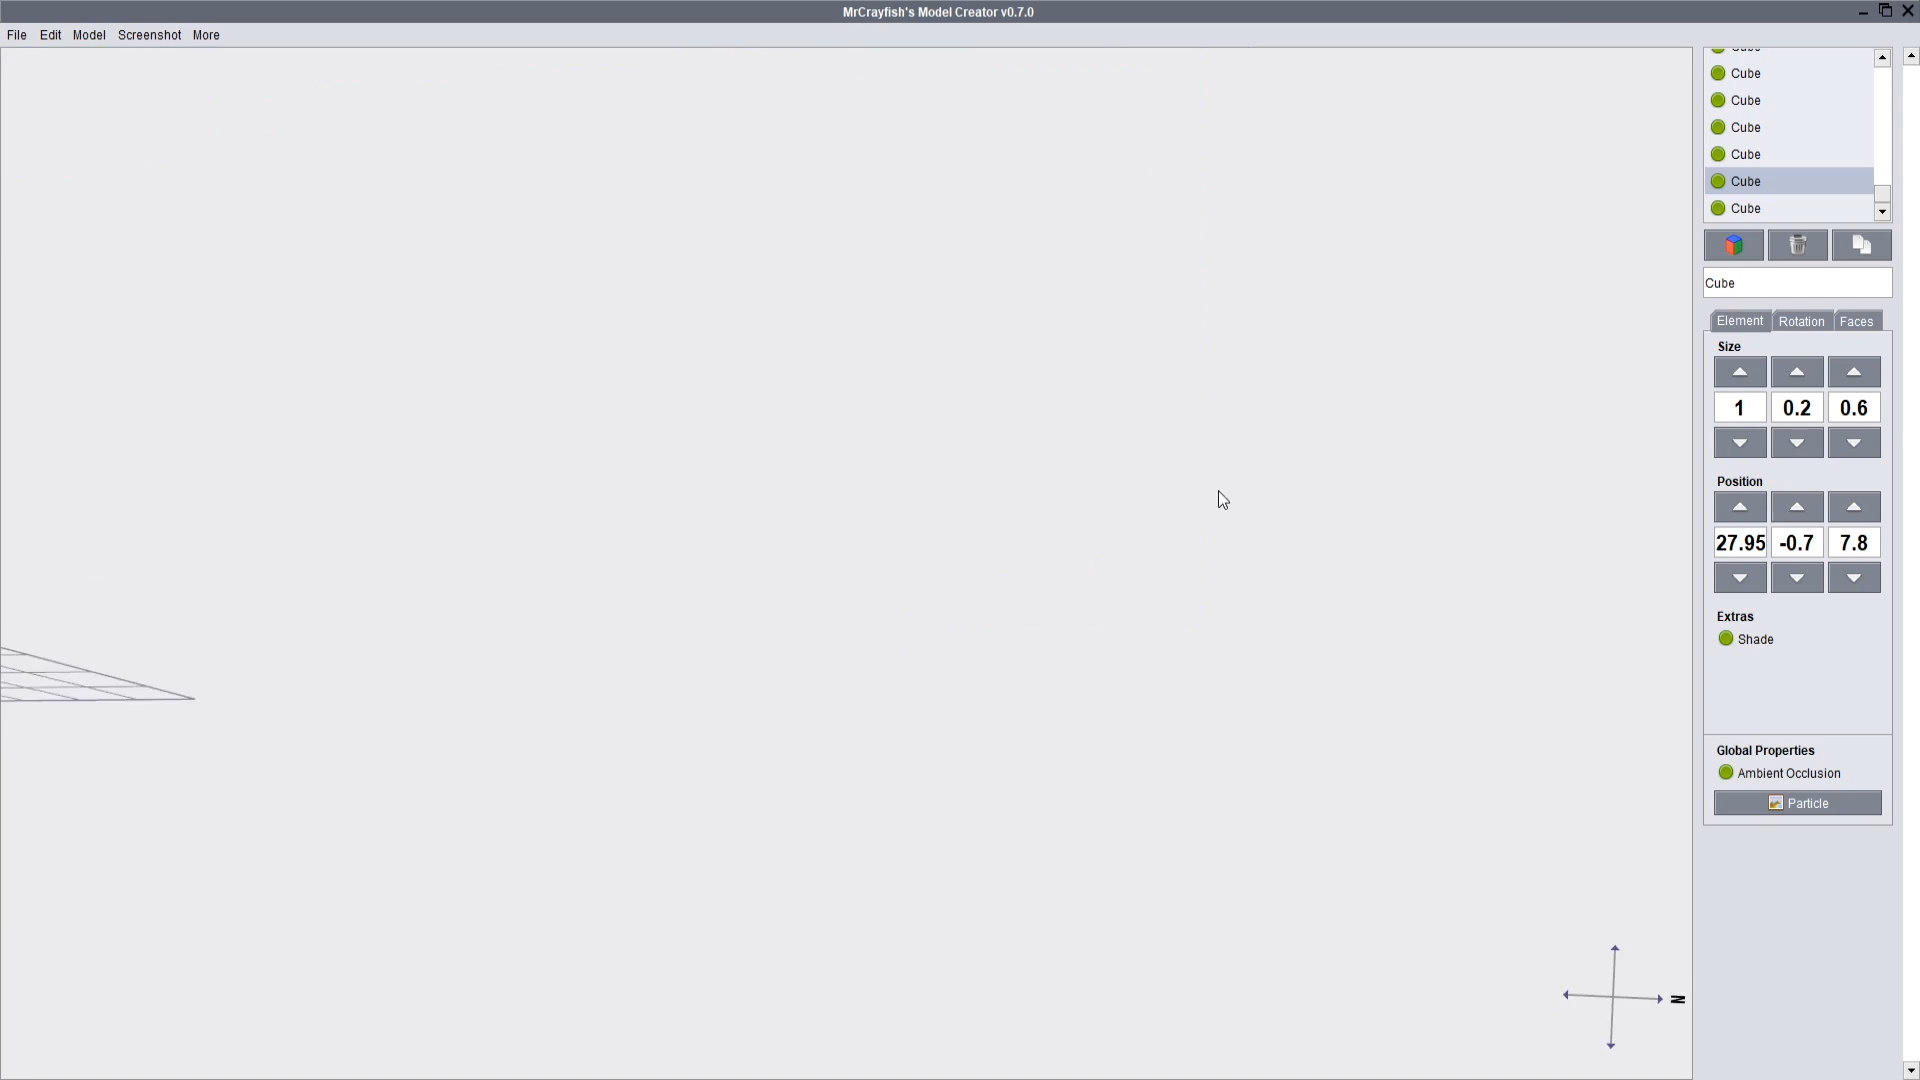 MrCrayfish's Model Creator v0.7.0
File Edit Model Screenshot More
Cube
Cube
Cube
Cube
Cube
Cube
Cube
Cube
Element Rotation Faces
Size
1 0.2 0.6
Position
27.95 -0.7 7.8
Extras
Shade
Global Properties
Ambient Occlusion
Particle
N